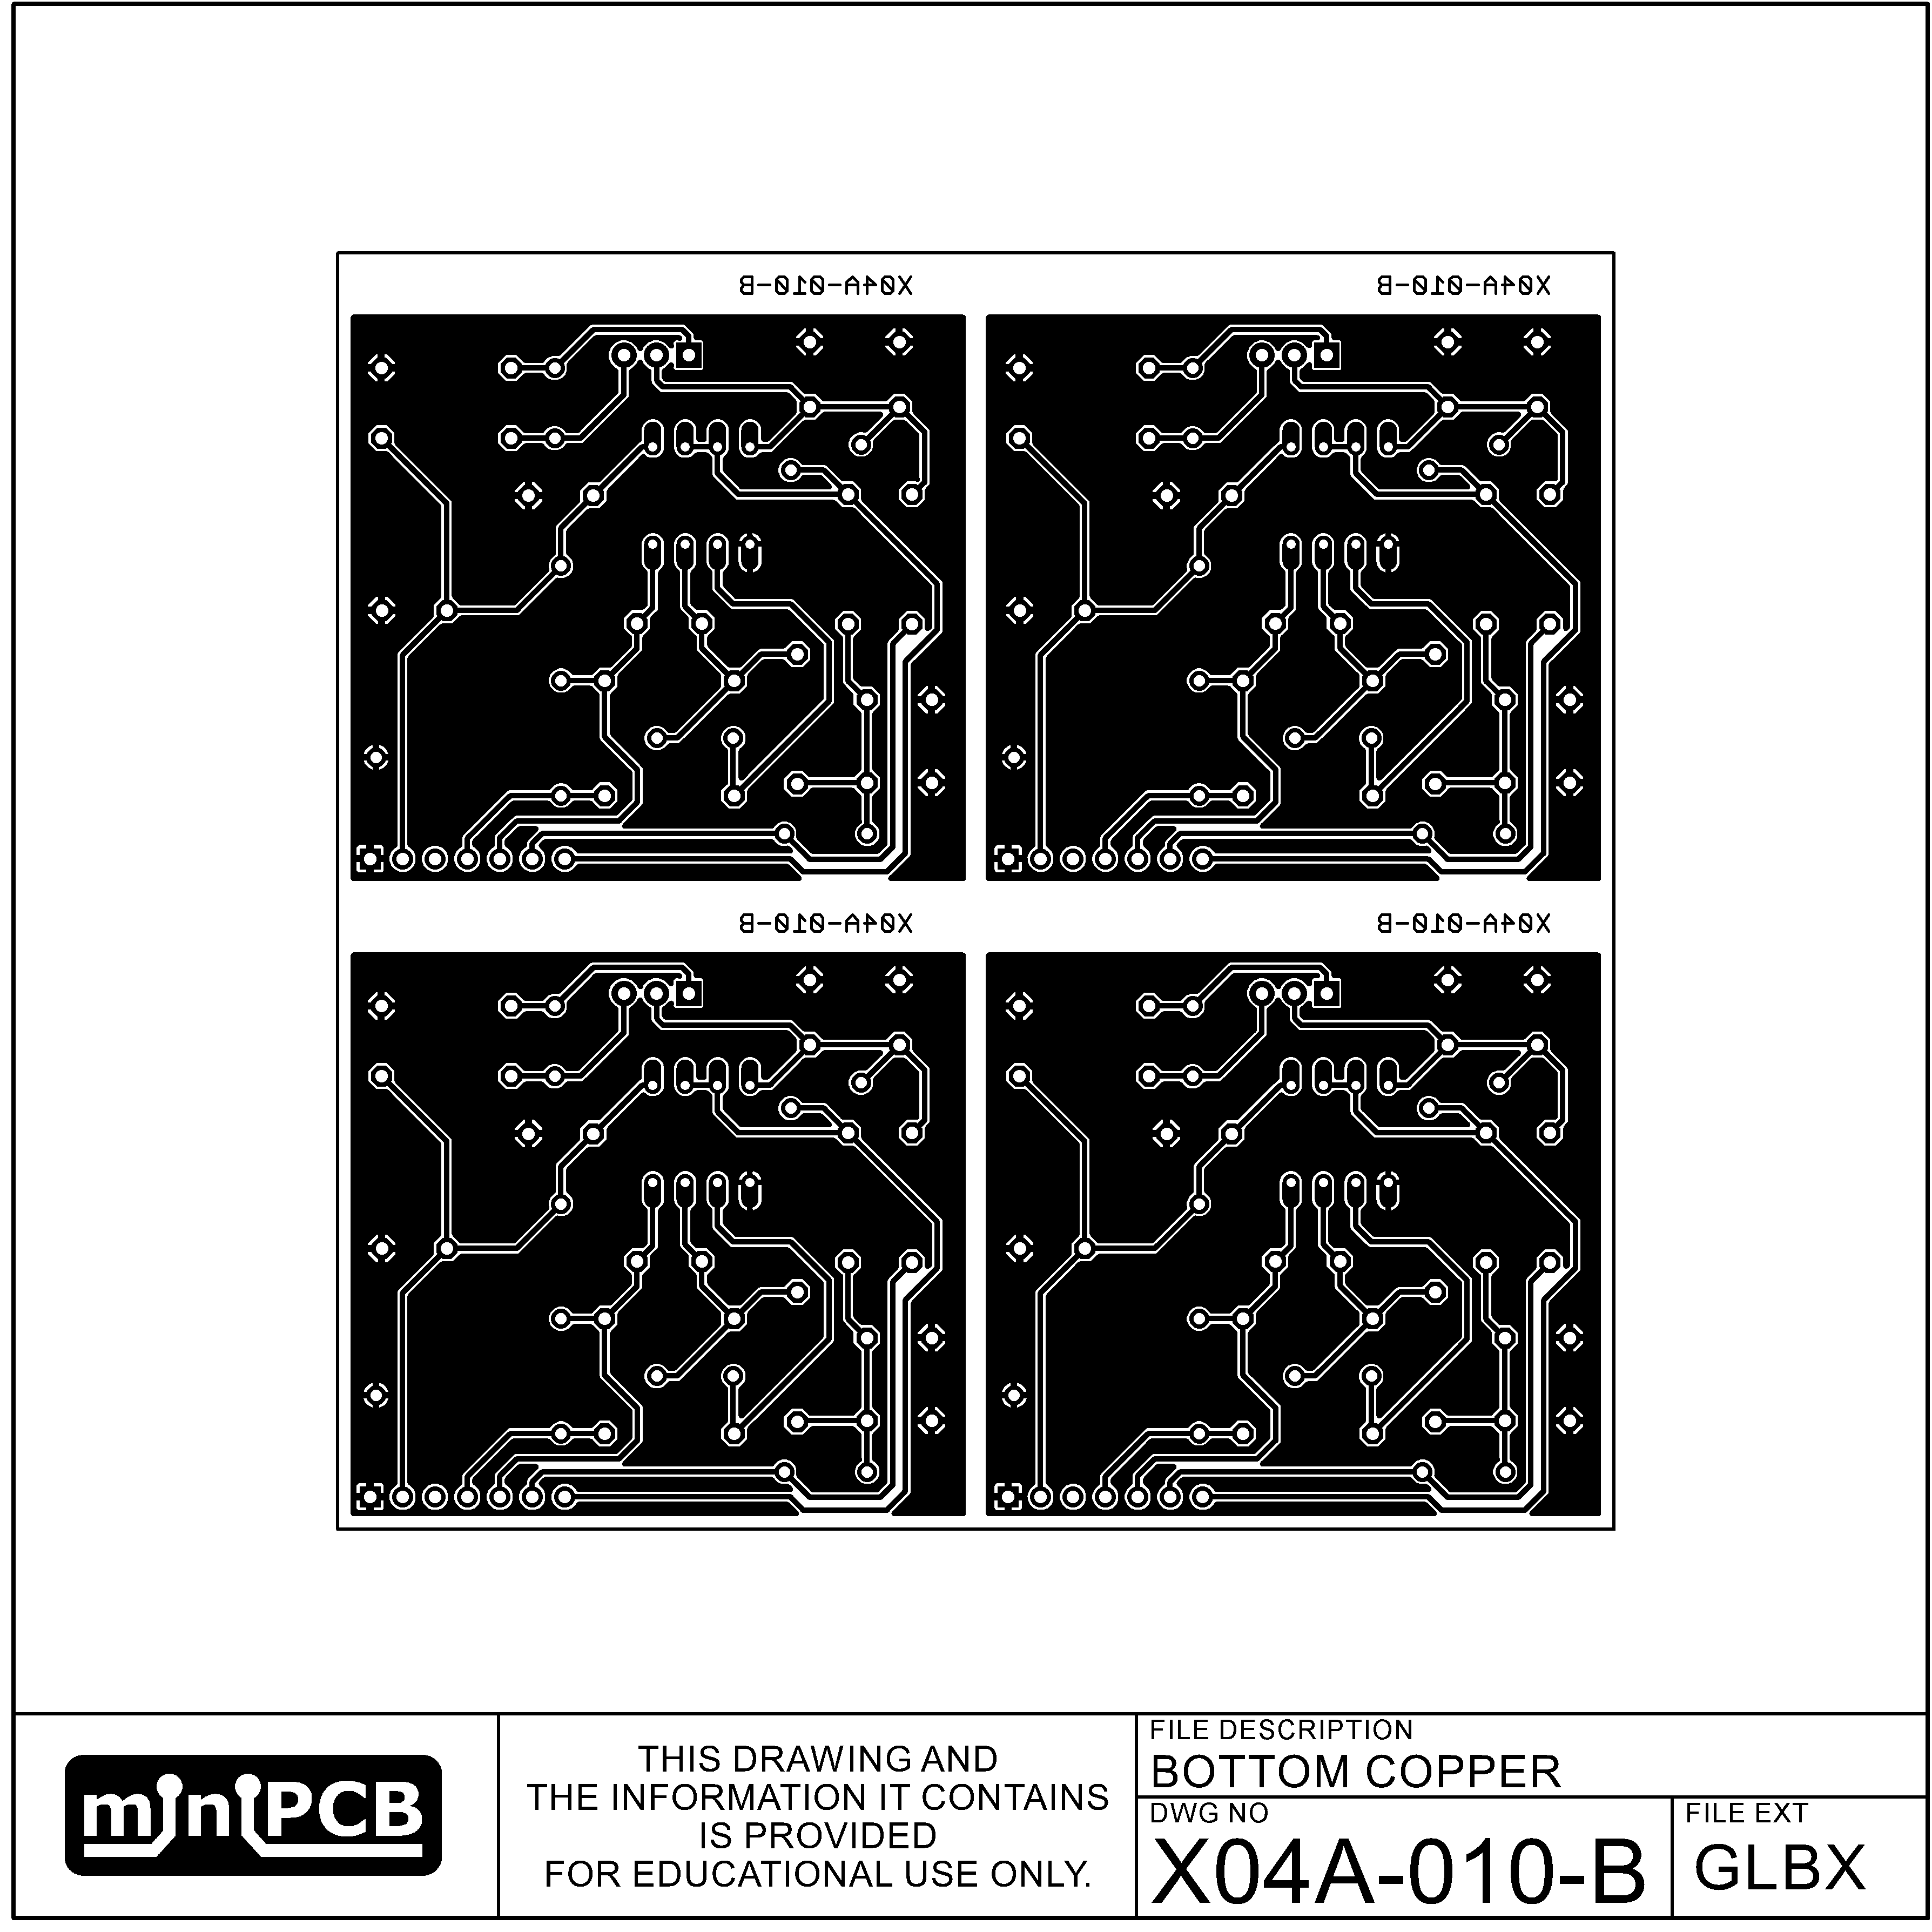 X04A-010-B
X04A-010-B
X04A-010-B
X04A-010-B
miniPCB
THIS DRAWING AND
THE INFORMATION IT CONTAINS
IS PROVIDED
FOR EDUCATIONAL USE ONLY.
FILE DESCRIPTION
BOTTOM COPPER
DWG NO
X04A-010-B
FILE EXT
GLBX